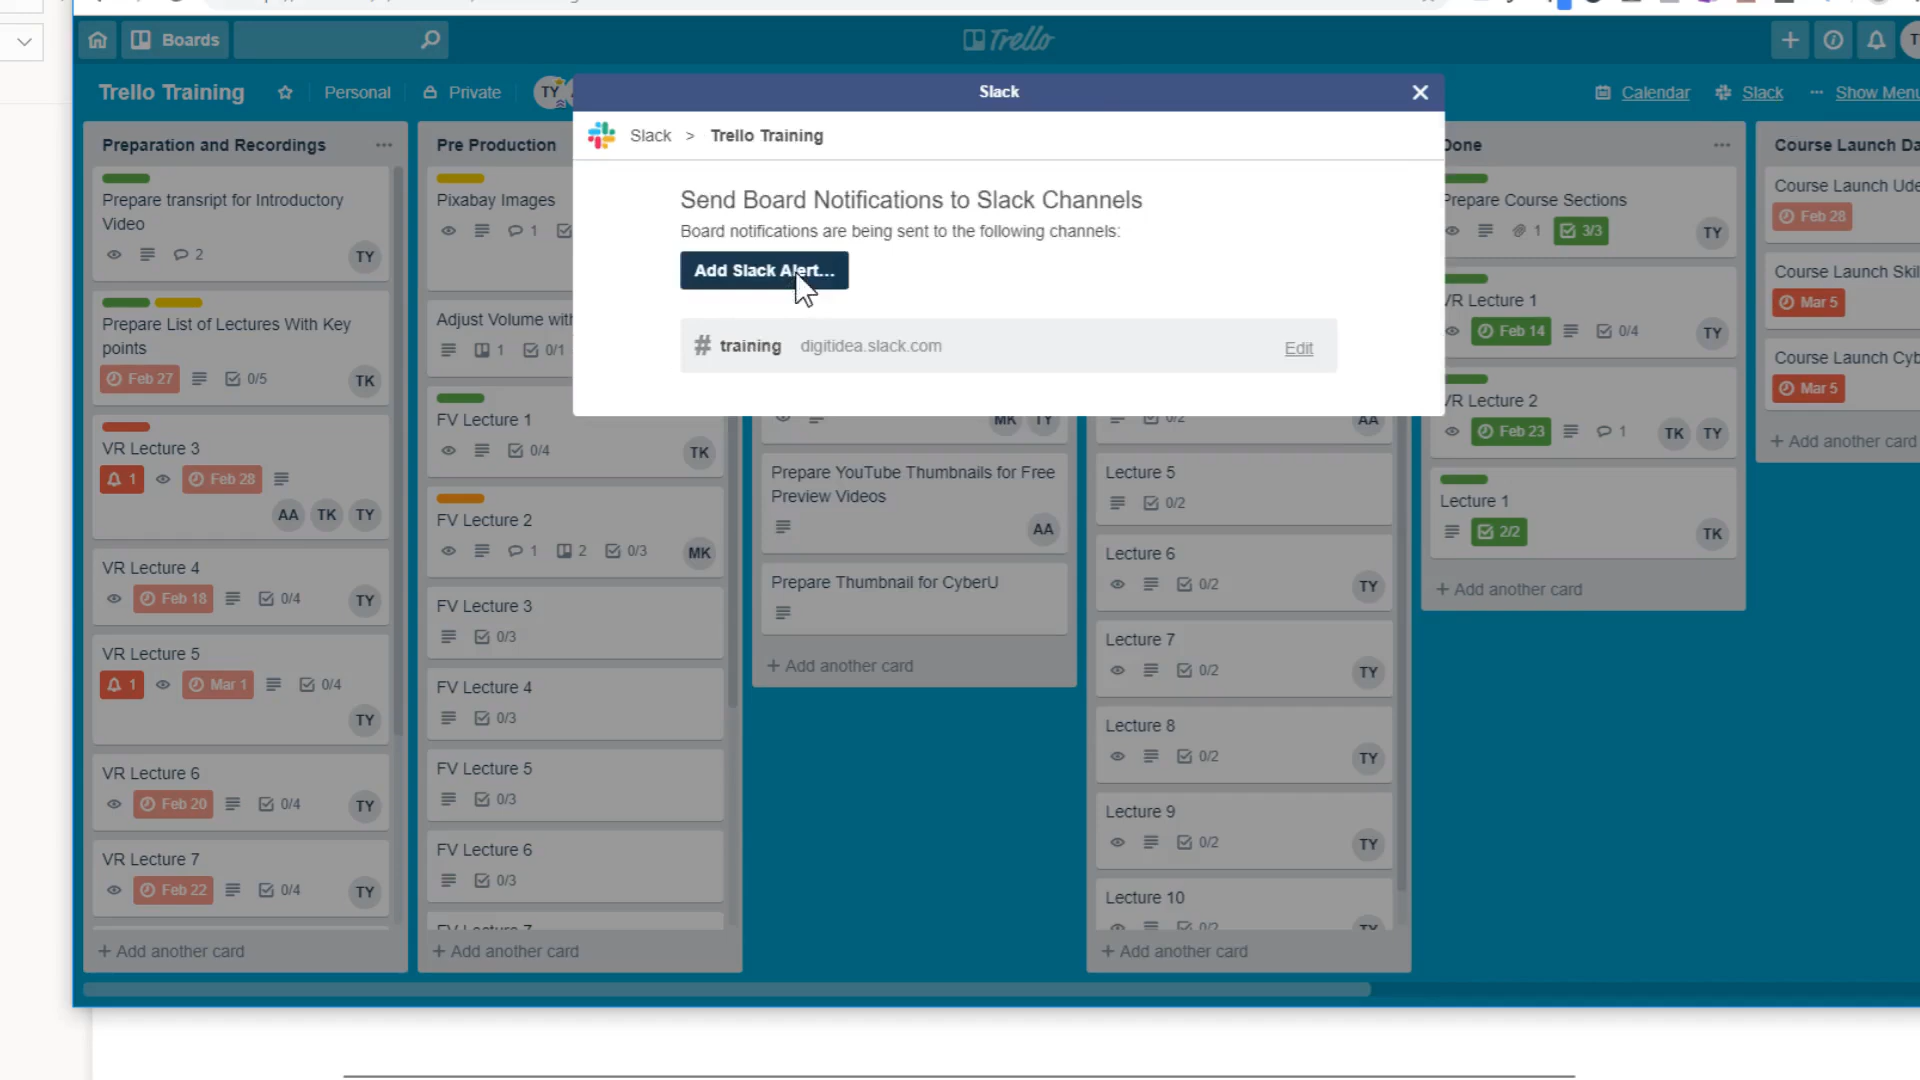 Boards
Trello
T
Trello Training
Personal
Private
TY
Calendar
Slack
Show Menu
Slack
Slack > Trello Training
Send Board Notifications to Slack Channels
Board notifications are being sent to the following channels:
Add Slack Alert...
# training digitidea.slack.com
Edit
Preparation and Recordings
Prepare transript for Introductory
Video
2
TY
Prepare List of Lectures With Key
points
Feb 27
0/5
TK
VR Lecture 3
1
Feb 28
AA
TK
TY
VR Lecture 4
Feb 18
0/4
TY
VR Lecture 5
1
Mar 1
0/4
TY
VR Lecture 6
Feb 20
0/4
TY
VR Lecture 7
Feb 22
0/4
TY
+ Add another card
Pre Production
Pixabay Images
1
Adjust Volume with
1
0/1
FV Lecture 1
0/4
TK
FV Lecture 2
1
2
0/3
MK
FV Lecture 3
0/3
FV Lecture 4
0/3
FV Lecture 5
0/3
FV Lecture 6
0/3
FV Lecture 7
+ Add another card
MK
TY
Prepare YouTube Thumbnails for Free
Preview Videos
AA
Prepare Thumbnail for CyberU
+ Add another card
0/2
AA
Lecture 5
0/2
Lecture 6
0/2
TY
Lecture 7
0/2
TY
Lecture 8
0/2
TY
Lecture 9
0/2
TY
Lecture 10
0/2
TY
+ Add another card
Done
Prepare Course Sections
1
3/3
TY
VR Lecture 1
Feb 14
0/4
TY
VR Lecture 2
Feb 23
1
TK
TY
Lecture 1
2/2
TK
+ Add another card
Course Launch Da
Course Launch Ude
Feb 28
Course Launch Skil
Mar 5
Course Launch Cyb
Mar 5
+ Add another card